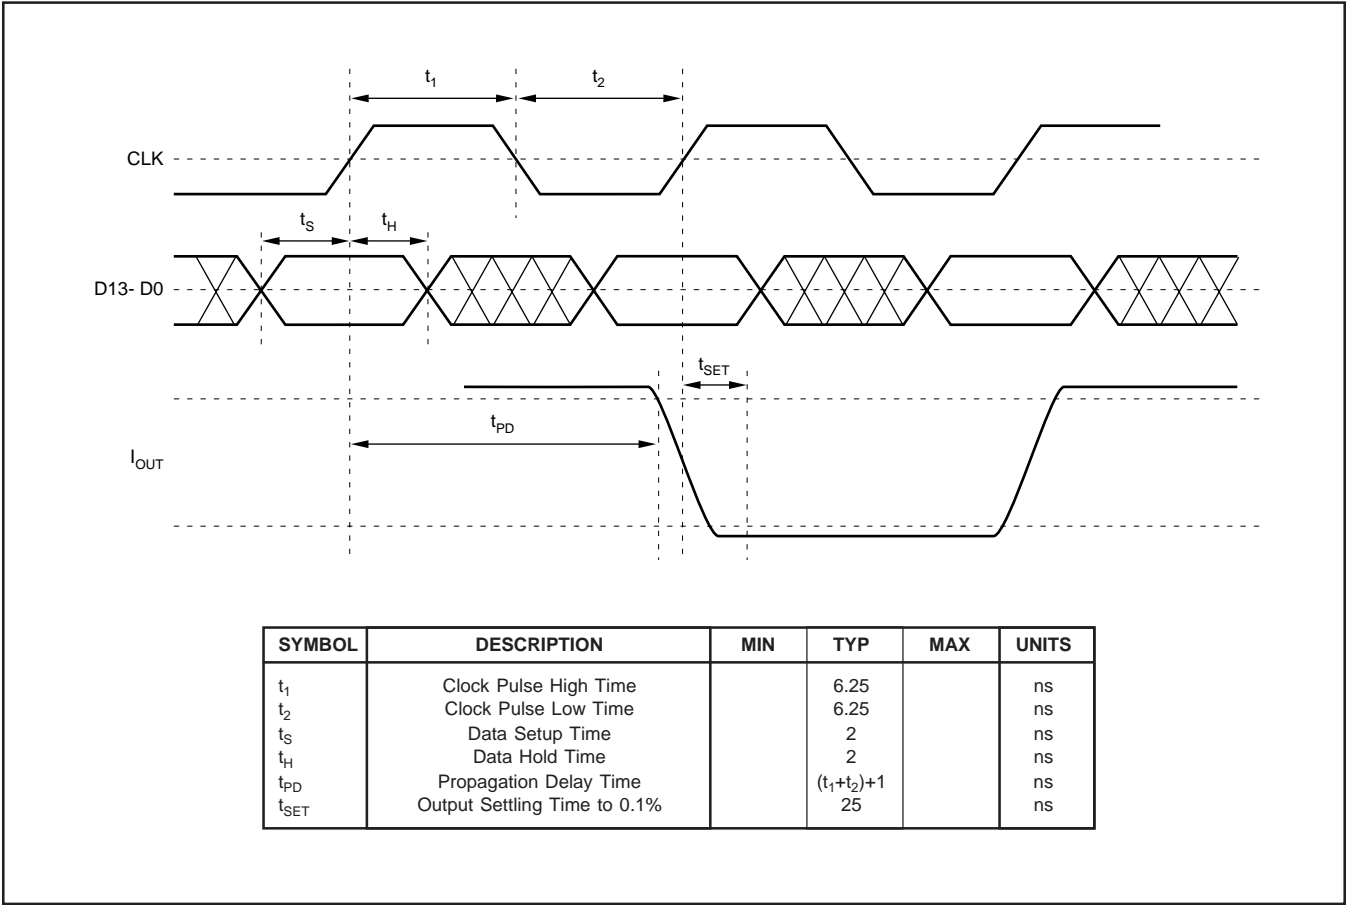 t1 t2
CLK
tS tH
D13- D0
tSET
tPD
IOUT
SYMBOL DESCRIPTION MIN TYP MAX UNITS
t1 Clock Pulse High Time 6.25 ns
t2 Clock Pulse Low Time 6.25 ns
tS Data Setup Time 2 ns
tH Data Hold Time 2 ns
tPD Propagation Delay Time (t1+t2)+1 ns
tSET Output Settling Time to 0.1% 25 ns